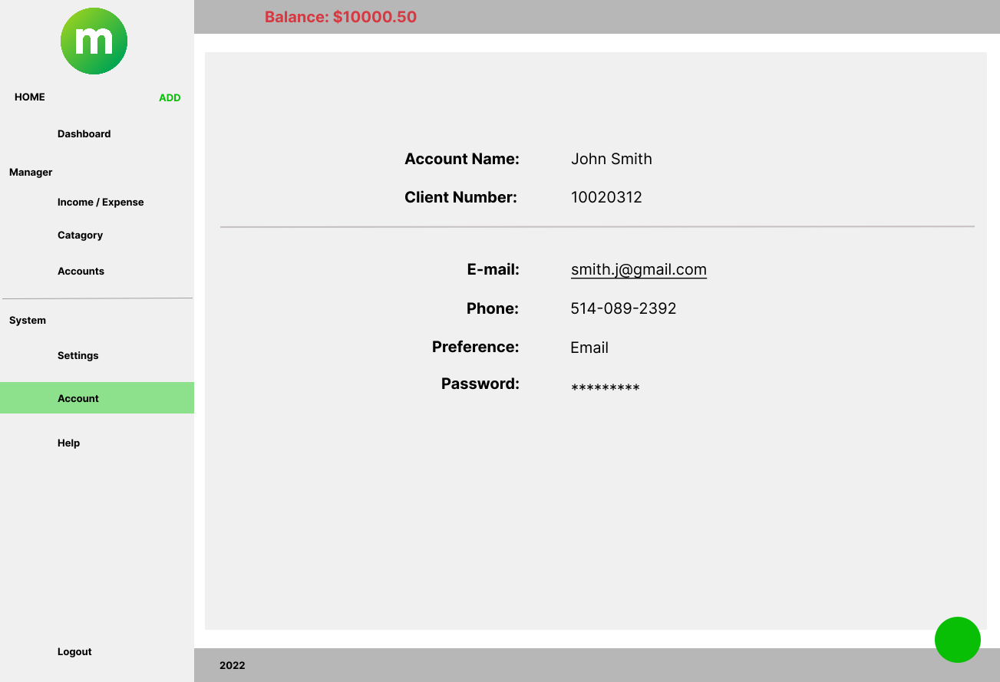 m
Balance: $10000.50
HOME
ADD
Dashboard
Manager
Income / Expense
Catagory
Accounts
System
Settings
Account
Help
Logout
Account Name: John Smith
Client Number: 10020312
E-mail: smith.j@gmail.com
Phone: 514-089-2392
Preference: Email
Password: *********
2022